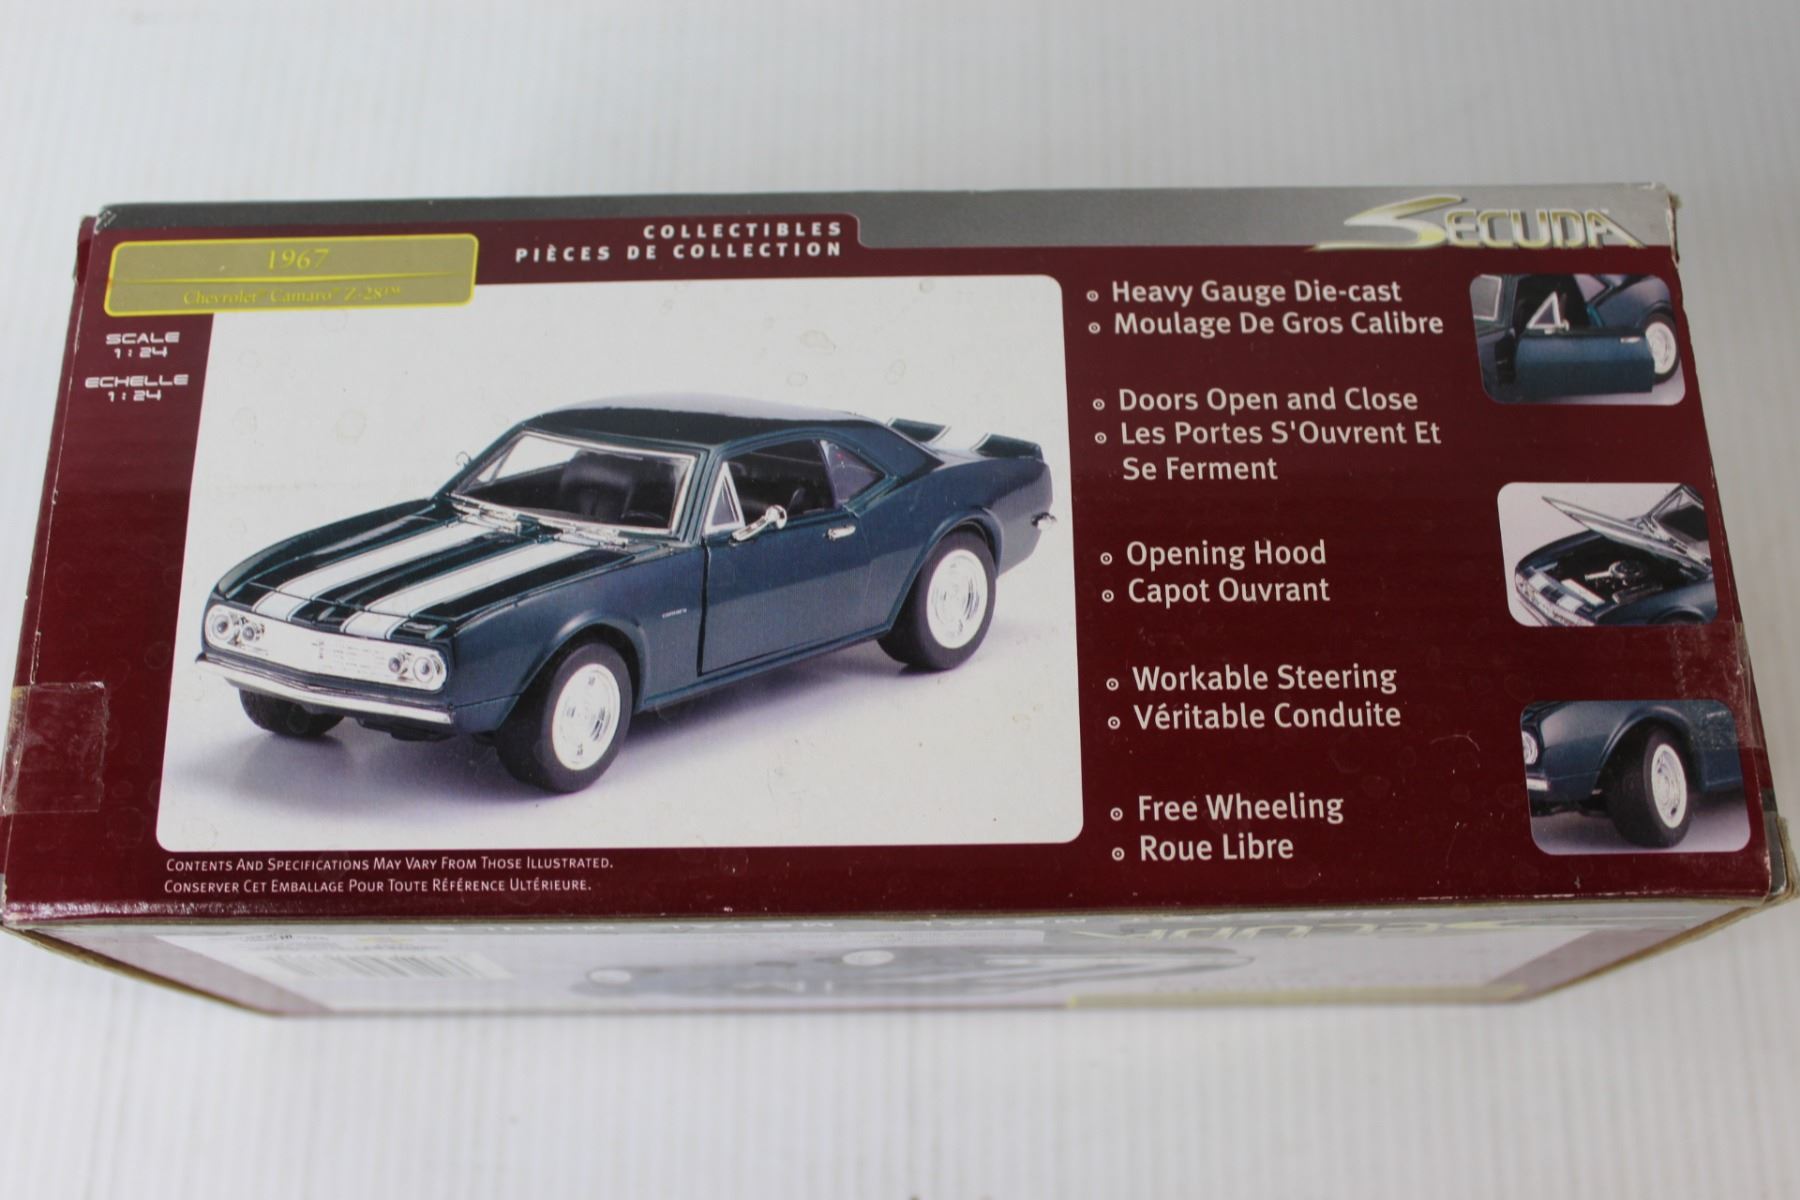 COLLECTIBLES
PIÈCES DE COLLECTION
SECUDA
1967
Chevrolet™ Camaro™ Z-28™
SCALE
1:24
ECHELLE
1:24
Heavy Gauge Die-cast
Moulage De Gros Calibre
Doors Open and Close
Les Portes S'Ouvrent Et
Se Ferment
Opening Hood
Capot Ouvrant
Workable Steering
Véritable Conduite
Free Wheeling
Roue Libre
CONTENTS AND SPECIFICATIONS MAY VARY FROM THOSE ILLUSTRATED.
CONSERVER CET EMBALLAGE POUR TOUTE RÉFÉRENCE ULTÉRIEURE.